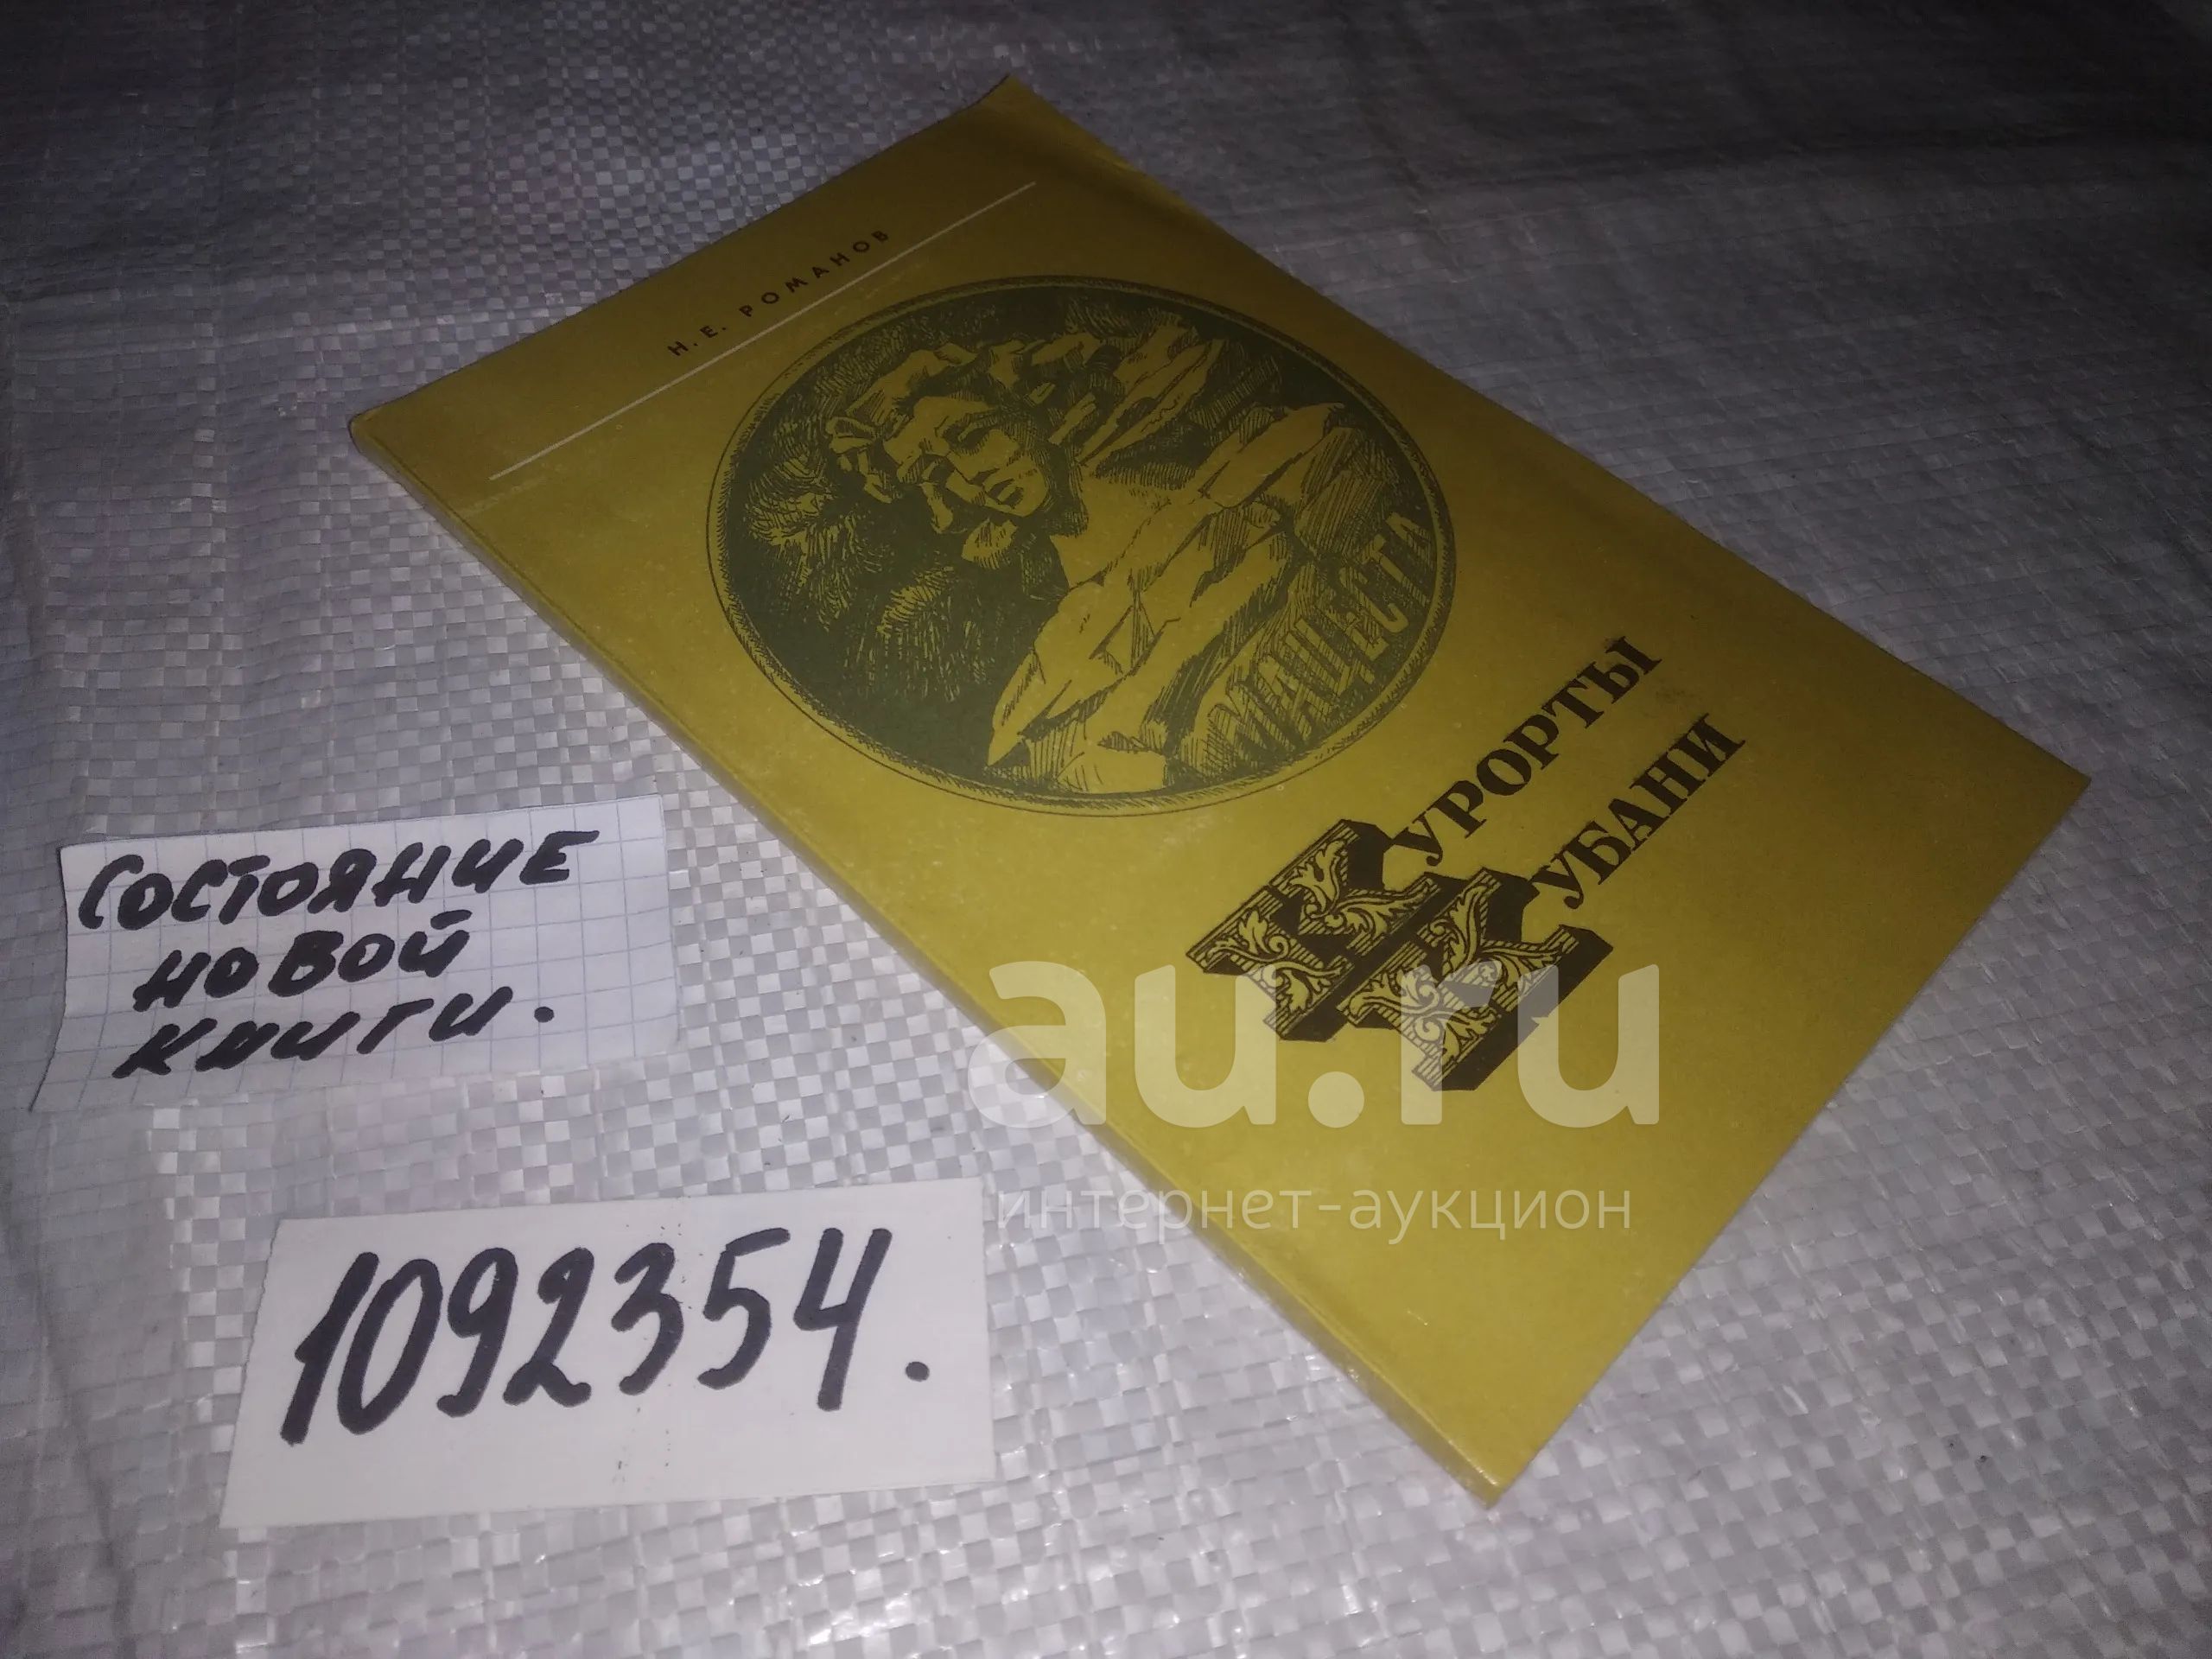 Н. Е. РОМАНОВ
МАЦЕСТА
КУРОРТЫ
КУБАНИ
СОСТОЯНИЕ
НОВОЙ
КНИГИ.
au.ru
интернет-аукцион
1092354.